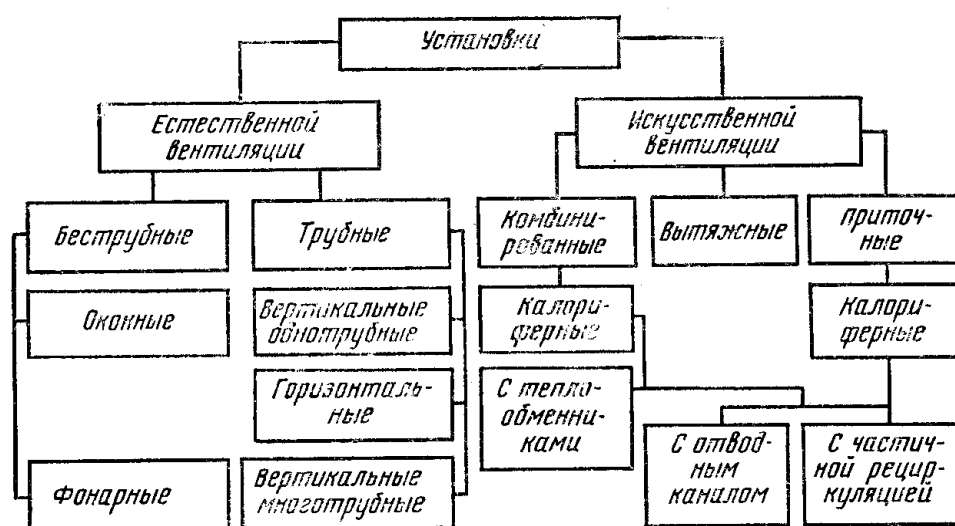 Установки
Естественной
вентиляции
Искусственной
вентиляции
Беструбные
Трубные
Комбини-
рованные
Вытяжные
Приточ-
ные
Оконные
Вертикальные
однотрубные
Калори-
ферные
Калори-
ферные
Горизонталь-
ные
С тепло-
обменни-
ками
С отвод-
ным
каналом
С частич-
ной рецир-
куляцией
Фонарные
Вертикальные
многотрубные